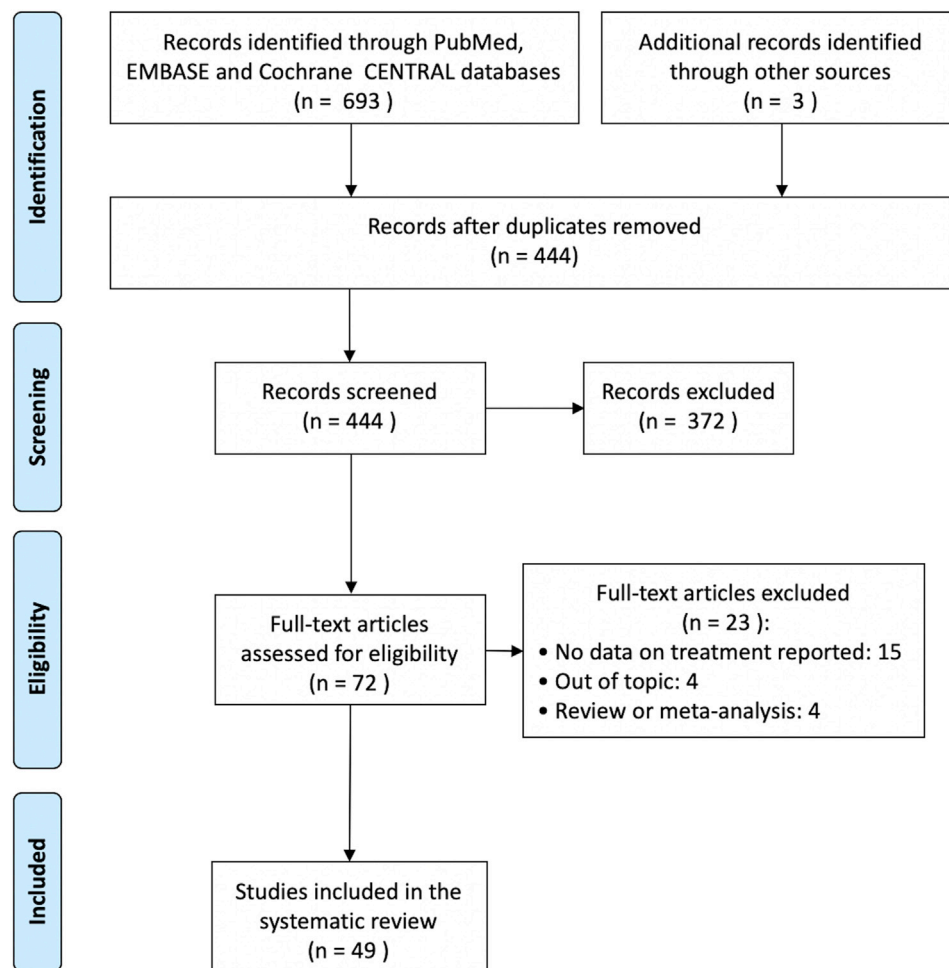 Identification
Records identified through PubMed,
EMBASE and Cochrane CENTRAL databases
(n = 693 )
Additional records identified
through other sources
(n = 3 )
Records after duplicates removed
(n = 444)
Screening
Records screened
(n = 444 )
Records excluded
(n = 372 )
Eligibility
Full-text articles
assessed for eligibility
(n = 72 )
Full-text articles excluded
(n = 23 ):
• No data on treatment reported: 15
• Out of topic: 4
• Review or meta-analysis: 4
Included
Studies included in the
systematic review
(n = 49 )